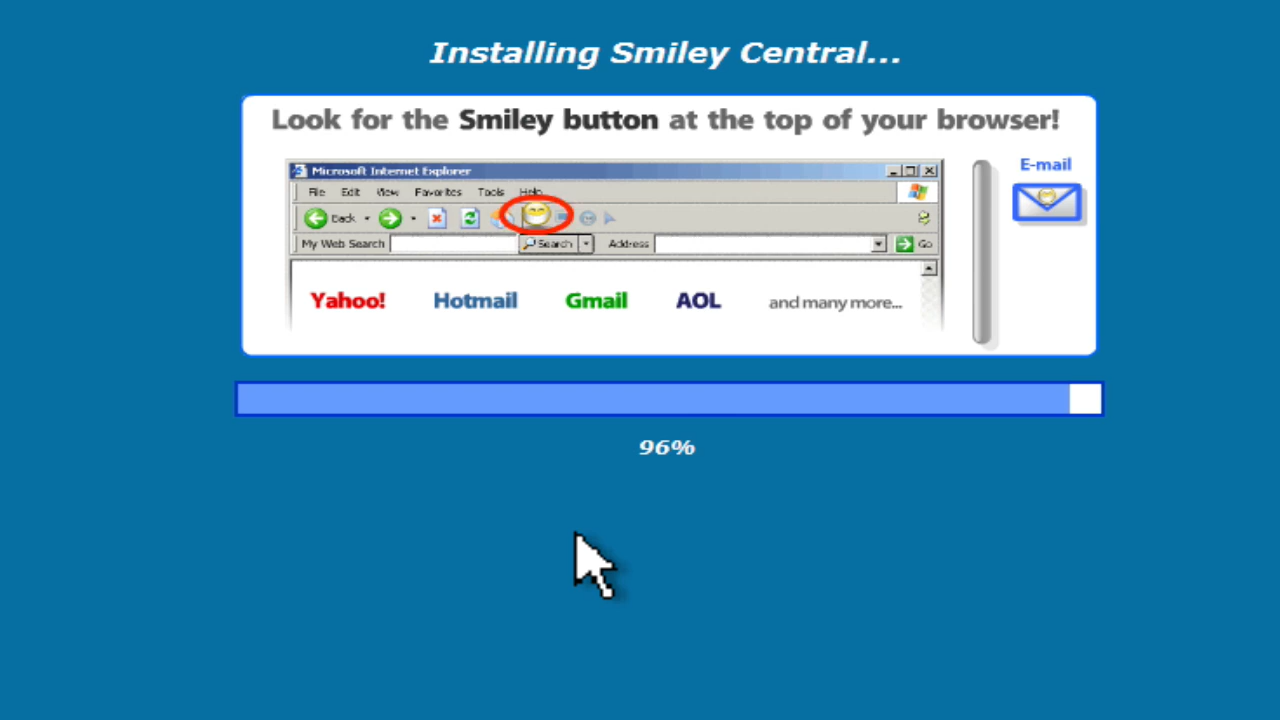 Installing Smiley Central...
Look for the Smiley button at the top of your browser!
E-mail
Microsoft Internet Explorer
File Edit View Favorites Tools Help
Back
My Web Search Search Address Go
Yahoo! Hotmail Gmail AOL and many more...
96%